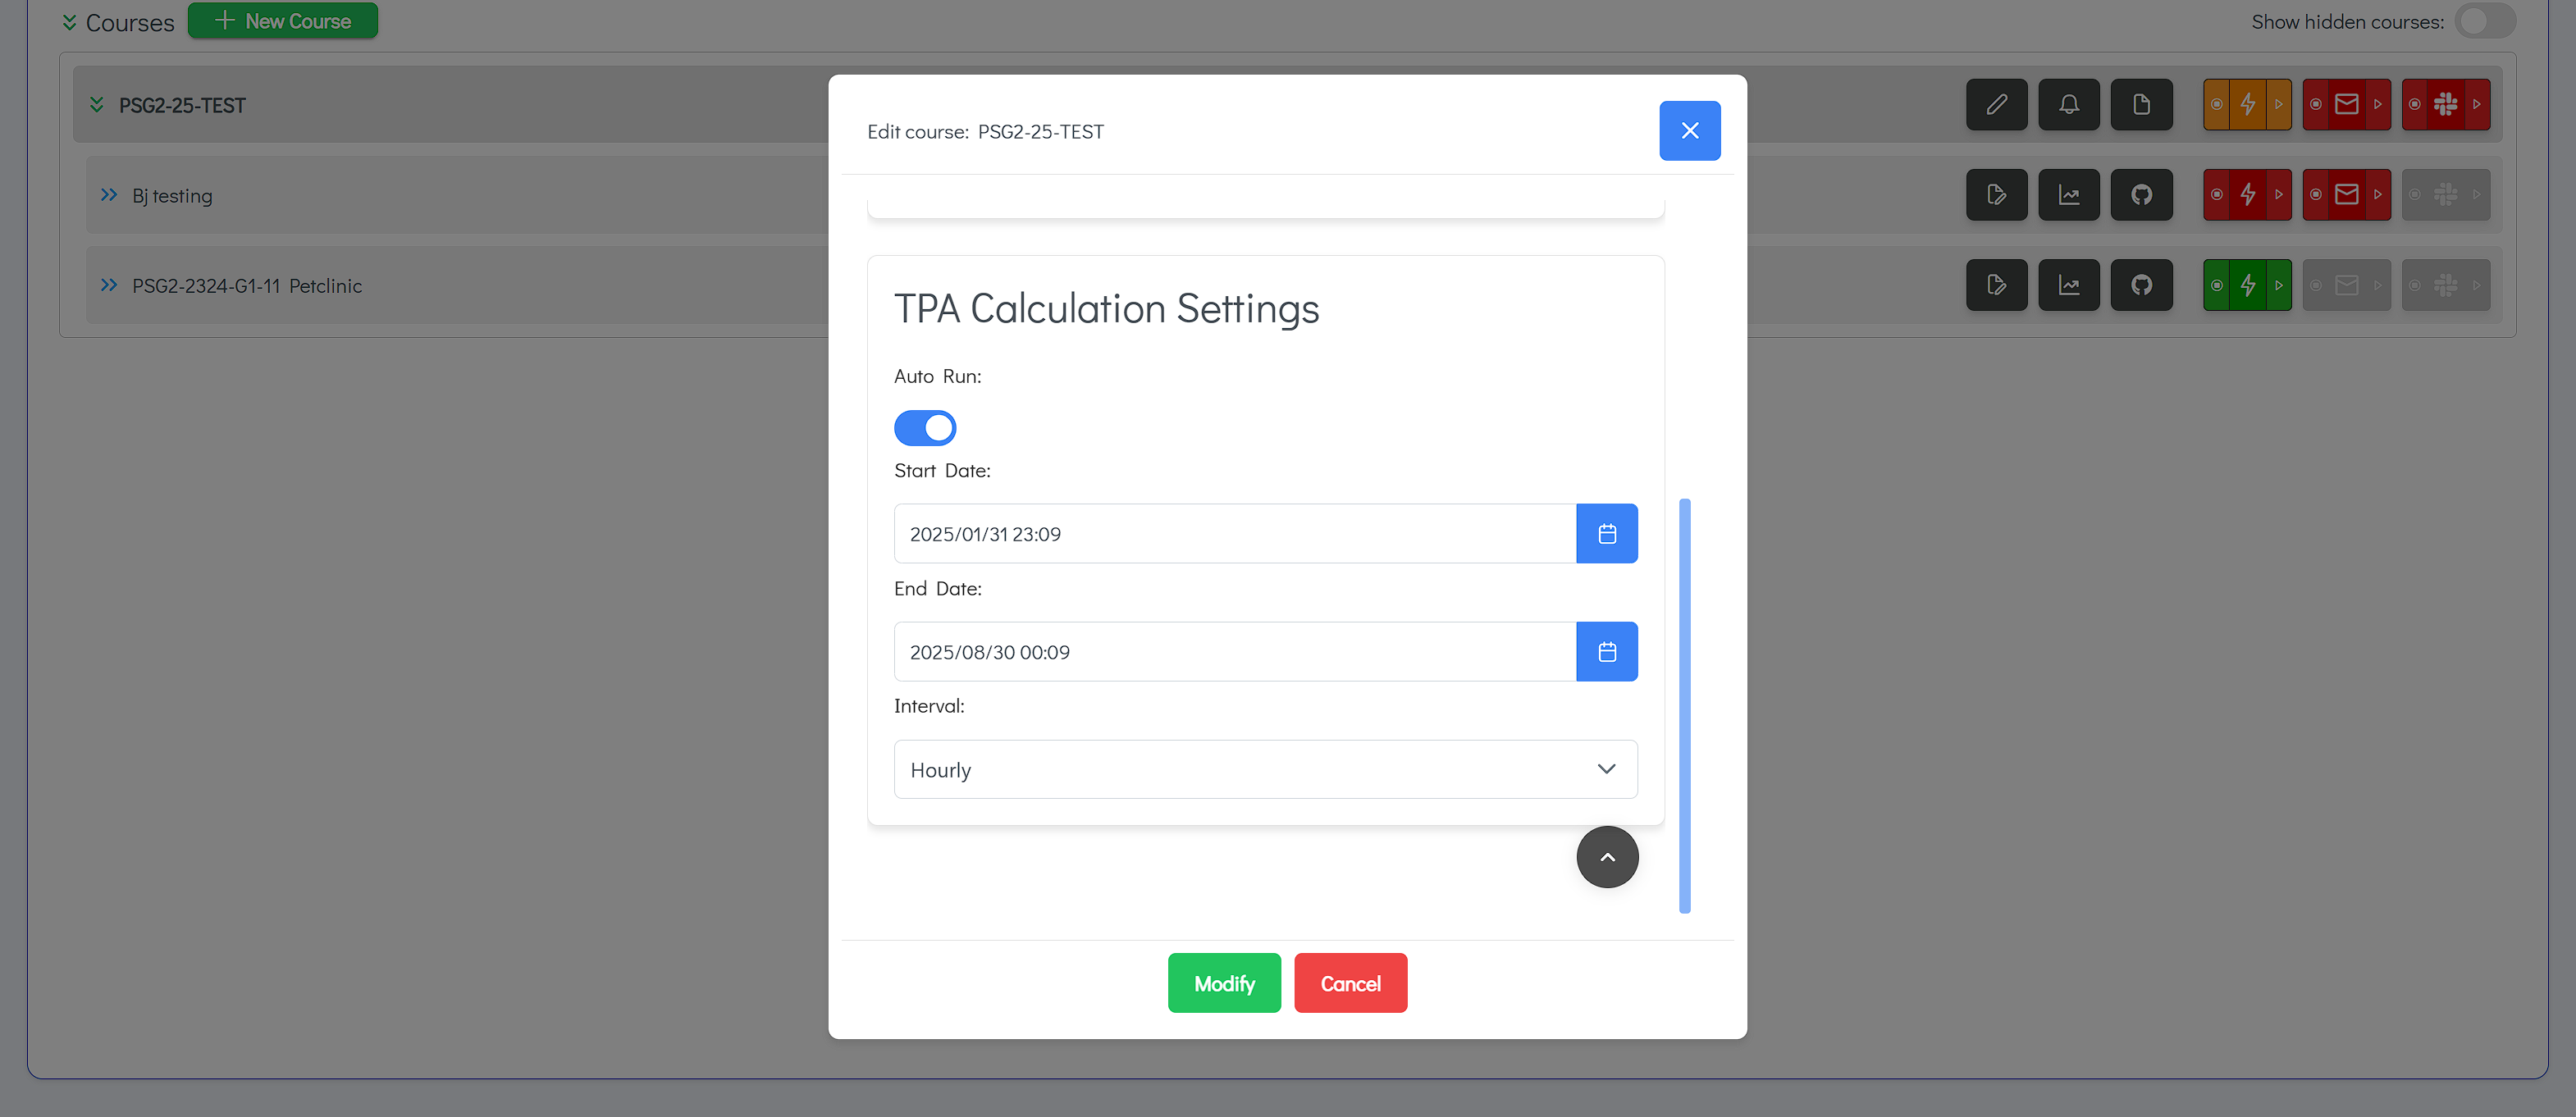 Courses
New Course
Show hidden courses:
PSG2-25-TEST
Bj testing
PSG2-2324-G1-11 Petclinic
Edit course: PSG2-25-TEST
TPA Calculation Settings
Auto Run:
Start Date:
2025/01/31 23:09
End Date:
2025/08/30 00:09
Interval:
Hourly
Modify
Cancel